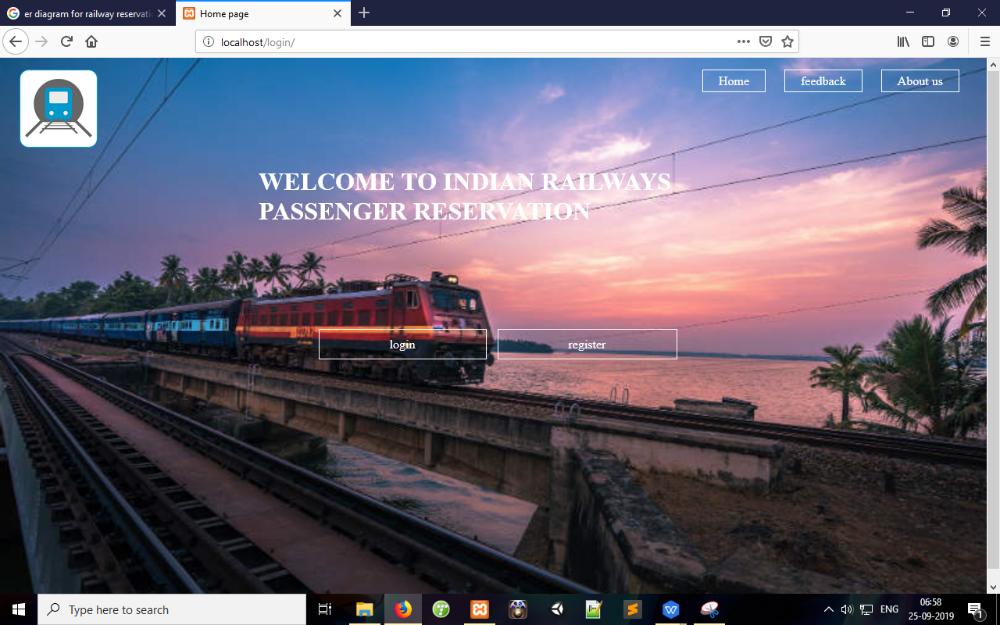 er diagram for railway reservati
Home page
localhost/login/
Home
feedback
About us
WELCOME TO INDIAN RAILWAYS
PASSENGER RESERVATION
login
register
Type here to search
ENG
06:58
25-09-2019
1